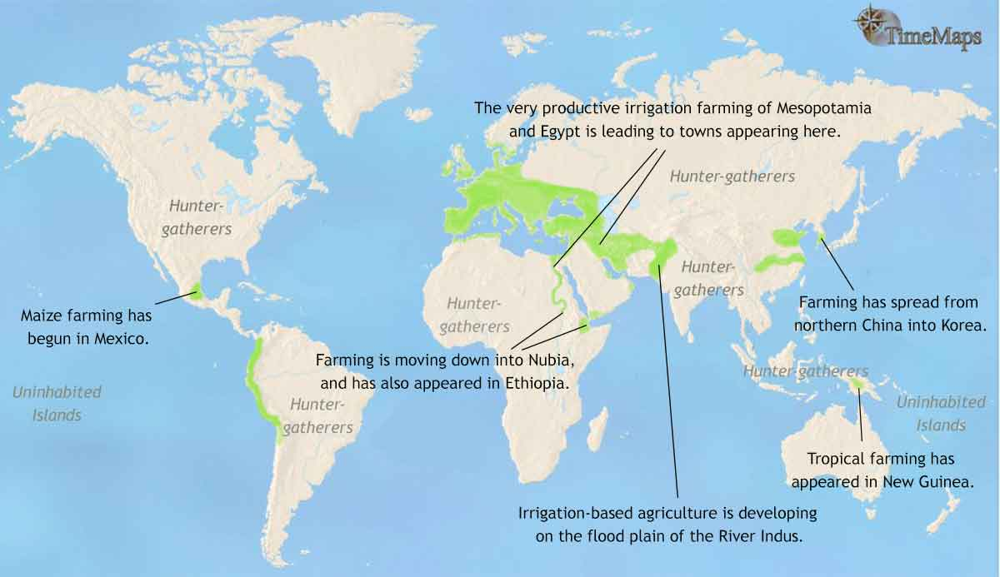 TimeMaps
The very productive irrigation farming of Mesopotamia
and Egypt is leading to towns appearing here.
Hunter-gatherers
Hunter-
gatherers
Hunter-
gatherers
Hunter-
gatherers
Maize farming has
begun in Mexico.
Farming has spread from
northern China into Korea.
Farming is moving down into Nubia,
and has also appeared in Ethiopia.
Hunter-gatherers
Uninhabited
Islands
Hunter-
gatherers
Uninhabited
Islands
Tropical farming has
appeared in New Guinea.
Irrigation-based agriculture is developing
on the flood plain of the River Indus.